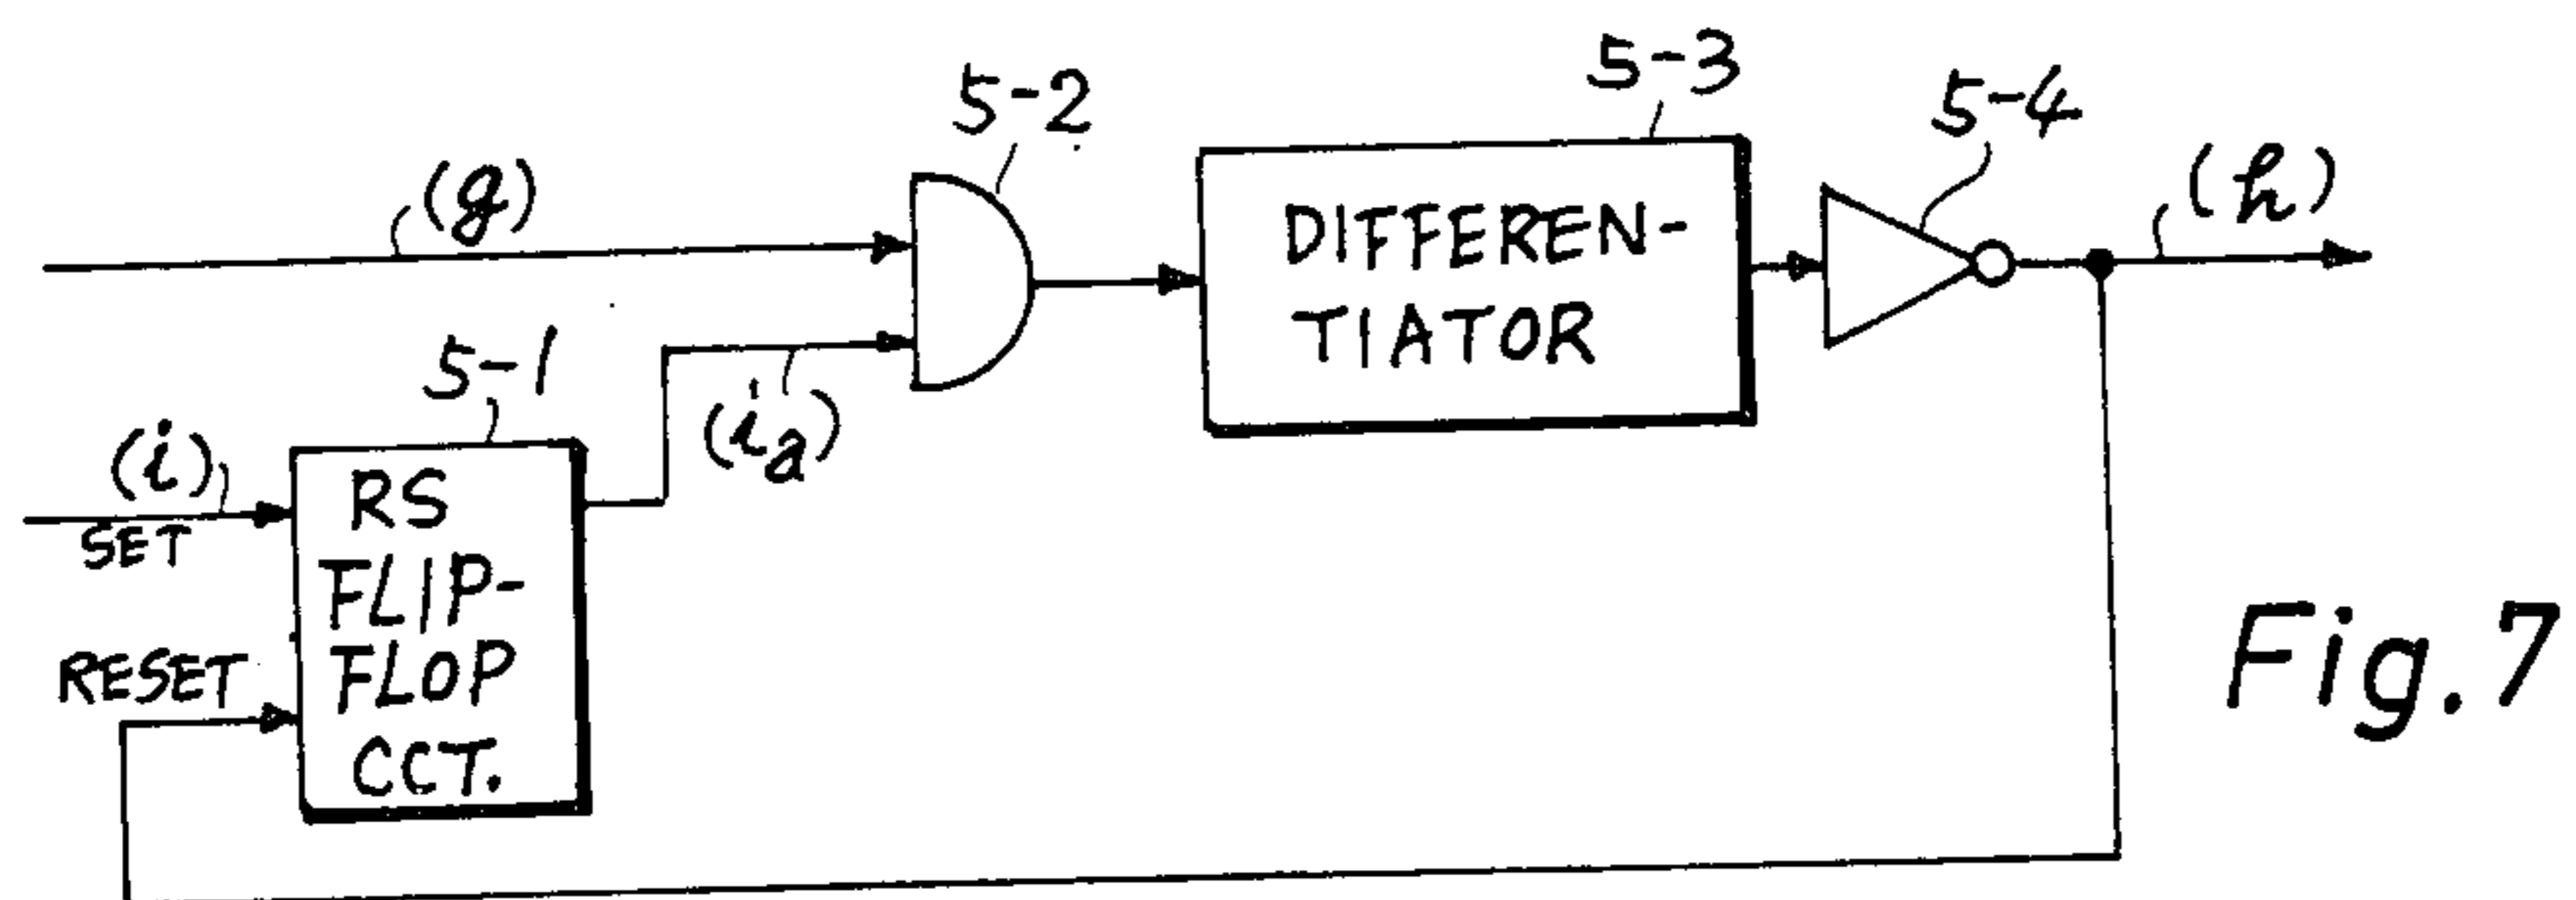 5-3
5-2
5-4
(g)
(h)
DIFFEREN-
TIATOR
5-1
(ia)
(i)
SET
RS
FLIP-
FLOP
CCT.
RESET
Fig.7